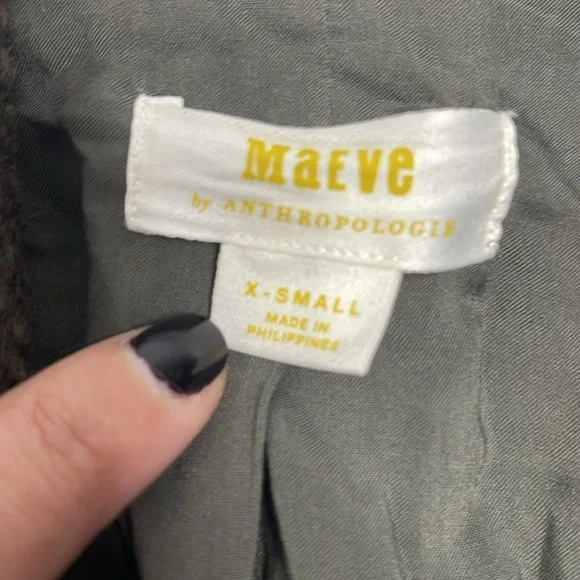 MaEVe
by ANTHROPOLOGIE
X-SMALL
MADE IN
PHILIPPINES